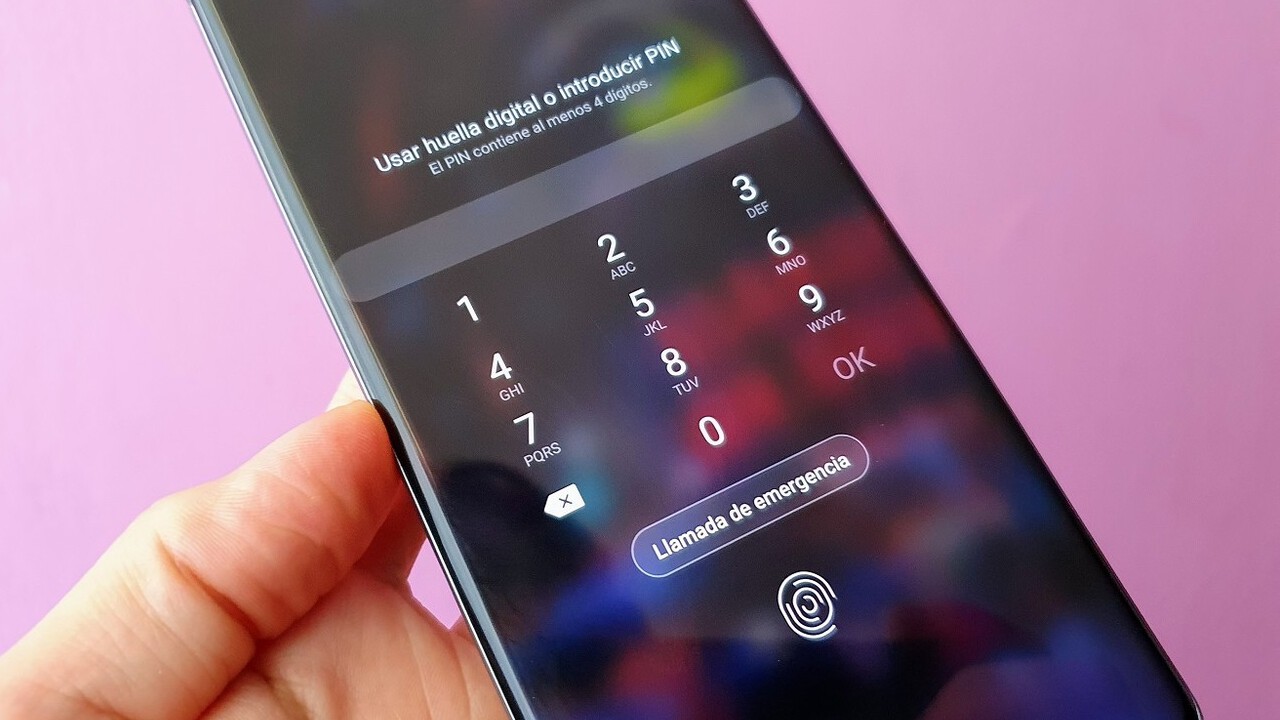 Usar huella digital o introducir PIN
El PIN contiene al menos 4 dígitos.
1
2
ABC
3
DEF
4
GHI
5
JKL
6
MNO
7
PQRS
8
TUV
9
WXYZ
0
OK
Llamada de emergencia